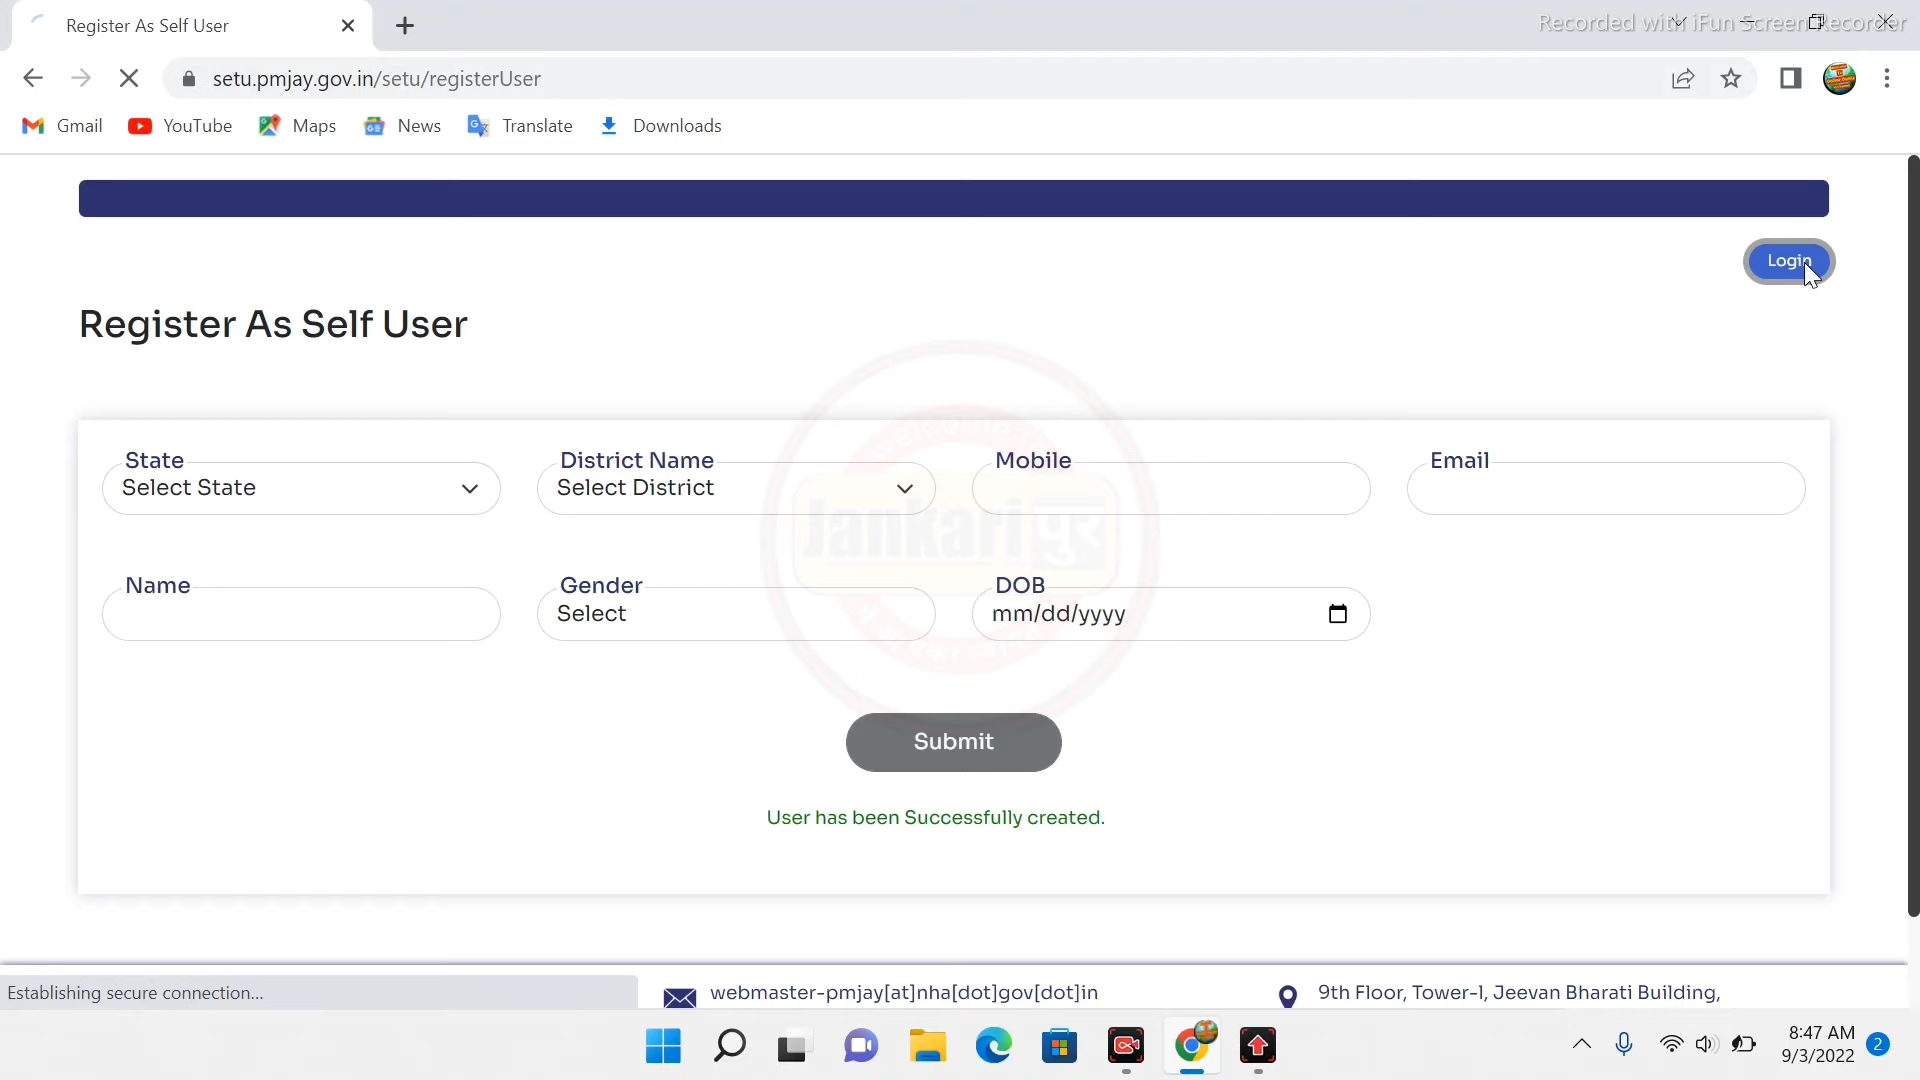 Register As Self User
Recorded with iFun Screen Recorder
setu.pmjay.gov.in/setu/registerUser
Gmail
YouTube
Maps
News
Translate
Downloads
Login
Register As Self User
State
District Name
Mobile
Email
Select State
Select District
Welcome To
Jankari पुर
Name
Gender
DOB
Select
mm/dd/yyyy
Submit
User has been Successfully created.
Establishing secure connection...
webmaster-pmjay[at]nha[dot]gov[dot]in
9th Floor, Tower-l, Jeevan Bharati Building,
8:47 AM
9/3/2022
2